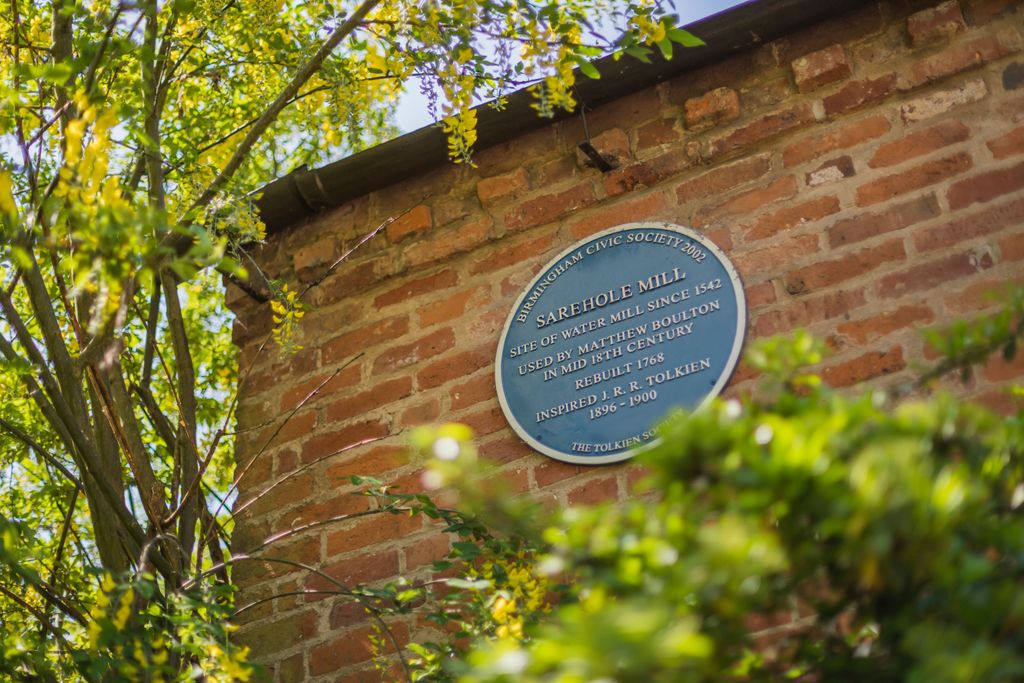 BIRMINGHAM CIVIC SOCIETY 2002
SAREHOLE MILL
SITE OF WATER MILL SINCE 1542
USED BY MATTHEW BOULTON
IN MID 18TH CENTURY
REBUILT 1768
INSPIRED J. R. R. TOLKIEN
1896 - 1900
THE TOLKIEN